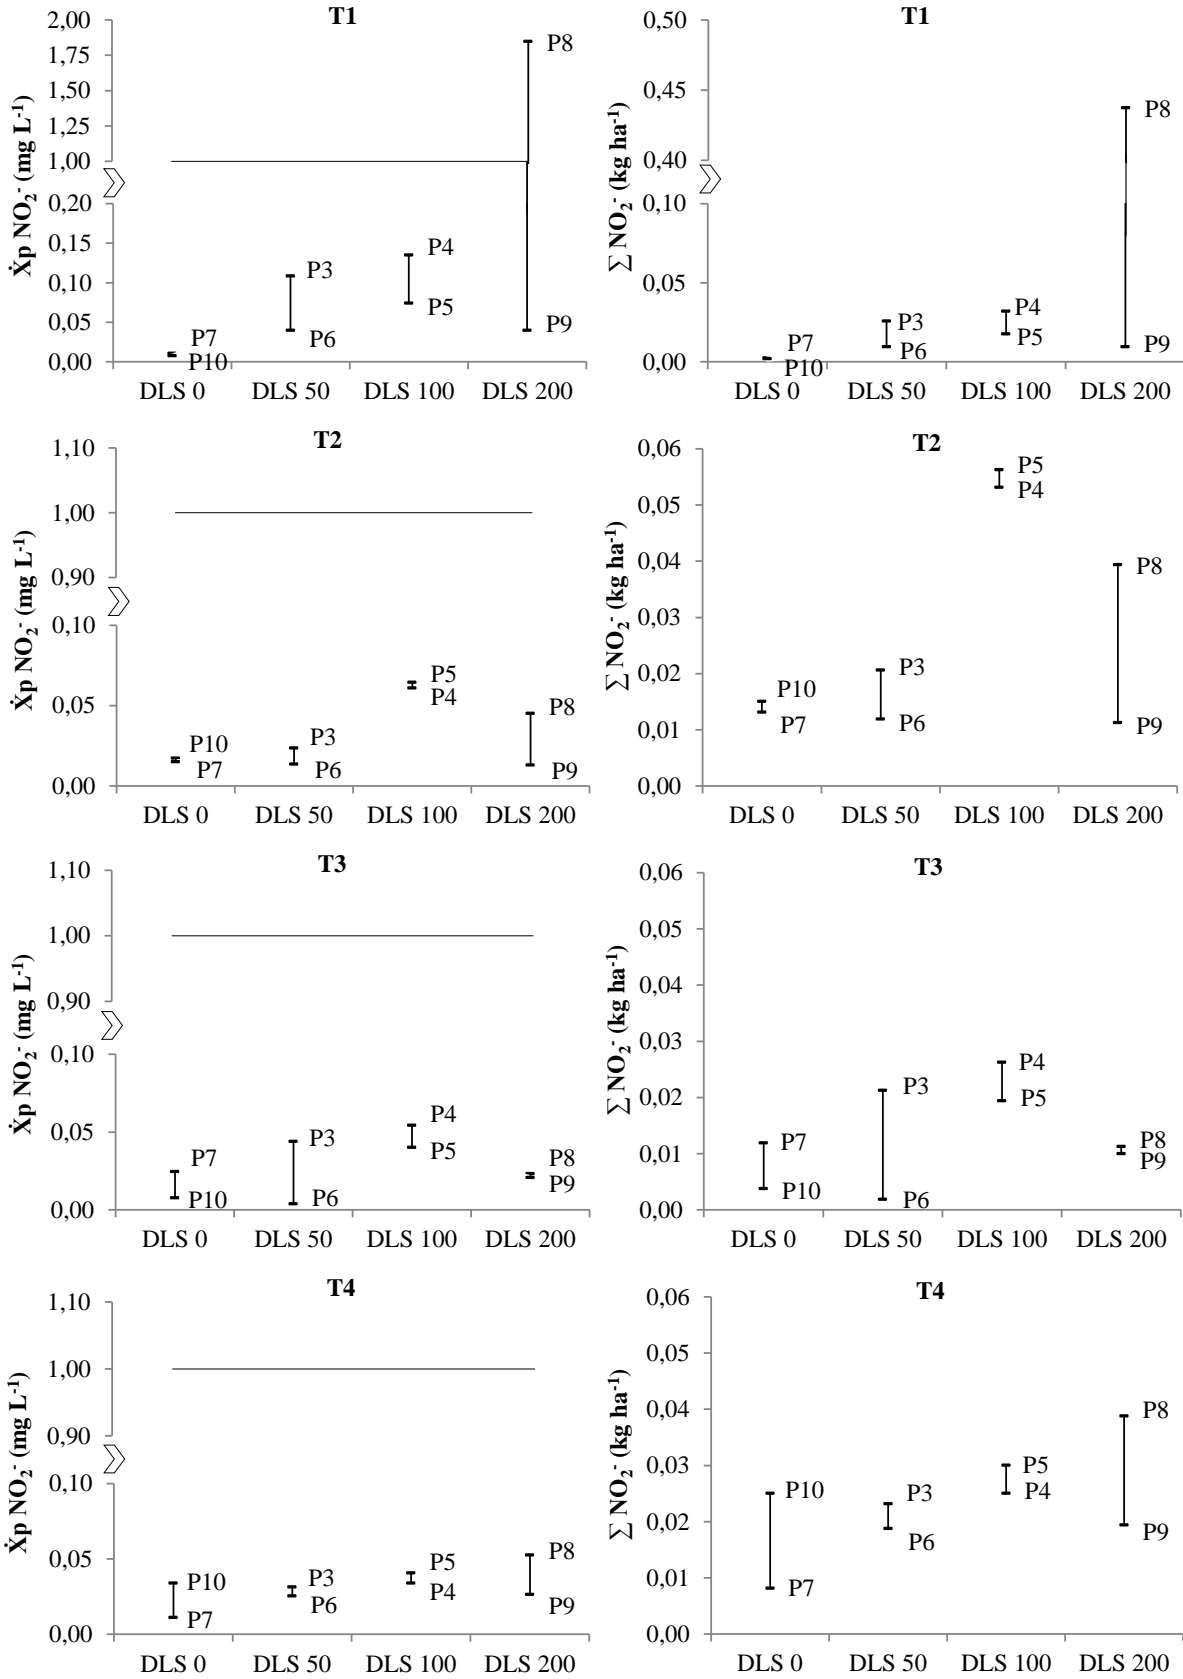 T1
Ẋp NO₂⁻ (mg L⁻¹)
2,00
1,75
1,50
1,25
1,00
0,20
0,15
0,10
0,05
0,00
P7
P10
P3
P6
P4
P5
P8
P9
DLS 0 DLS 50 DLS 100 DLS 200
T1
∑ NO₂⁻ (kg ha⁻¹)
0,50
0,45
0,40
0,10
0,05
0,00
P7
P10
P3
P6
P4
P5
P8
P9
DLS 0 DLS 50 DLS 100 DLS 200
T2
Ẋp NO₂⁻ (mg L⁻¹)
1,10
1,00
0,90
0,10
0,05
0,00
P10
P7
P3
P6
P5
P4
P8
P9
DLS 0 DLS 50 DLS 100 DLS 200
T2
∑ NO₂⁻ (kg ha⁻¹)
0,06
0,05
0,04
0,03
0,02
0,01
0,00
P10
P7
P3
P6
P5
P4
P8
P9
DLS 0 DLS 50 DLS 100 DLS 200
T3
Ẋp NO₂⁻ (mg L⁻¹)
1,10
1,00
0,90
0,10
0,05
0,00
P7
P10
P3
P6
P4
P5
P8
P9
DLS 0 DLS 50 DLS 100 DLS 200
T3
∑ NO₂⁻ (kg ha⁻¹)
0,06
0,05
0,04
0,03
0,02
0,01
0,00
P7
P10
P3
P6
P4
P5
P8
P9
DLS 0 DLS 50 DLS 100 DLS 200
T4
Ẋp NO₂⁻ (mg L⁻¹)
1,10
1,00
0,90
0,10
0,05
0,00
P10
P7
P3
P6
P5
P4
P8
P9
DLS 0 DLS 50 DLS 100 DLS 200
T4
∑ NO₂⁻ (kg ha⁻¹)
0,06
0,05
0,04
0,03
0,02
0,01
0,00
P10
P7
P3
P6
P5
P4
P8
P9
DLS 0 DLS 50 DLS 100 DLS 200